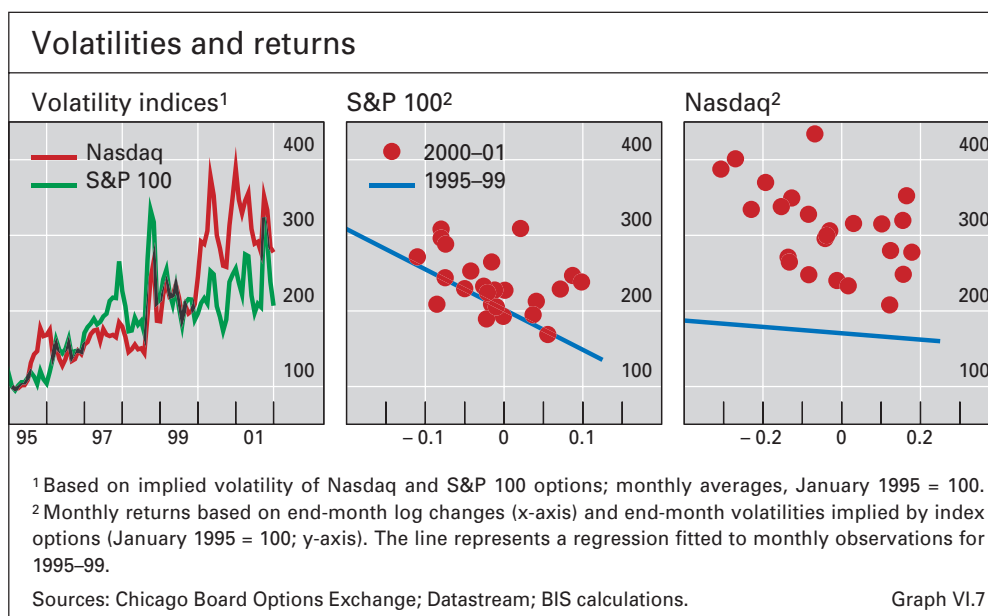 Volatilities and returns
Volatility indices¹
S&P 100²
Nasdaq²
Nasdaq
S&P 100
400
300
200
100
95 97 99 01
2000–01
1995–99
400
300
200
100
– 0.1 0 0.1
400
300
200
100
– 0.2 0 0.2
¹ Based on implied volatility of Nasdaq and S&P 100 options; monthly averages, January 1995 = 100.
² Monthly returns based on end-month log changes (x-axis) and end-month volatilities implied by index
options (January 1995 = 100; y-axis). The line represents a regression fitted to monthly observations for
1995–99.
Sources: Chicago Board Options Exchange; Datastream; BIS calculations. Graph VI.7